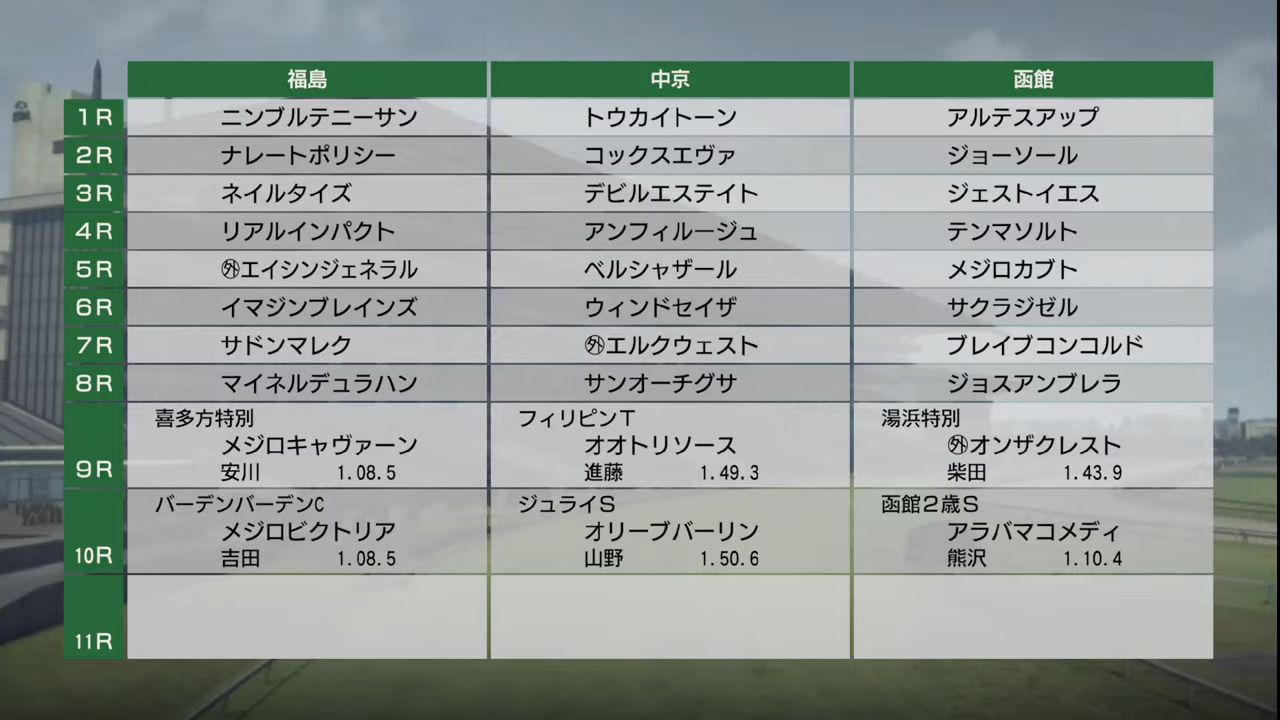 福島 中京 函館
1R ニンブルテニーサン トウカイトーン アルテスアップ
2R ナレートポリシー コックスエヴァ ジョーソール
3R ネイルタイズ デビルエステイト ジェストイエス
4R リアルインパクト アンフィルージュ テンマソルト
5R ㊕エイシンジェネラル ベルシャザール メジロカブト
6R イマジンブレインズ ウィンドセイザ サクラジゼル
7R サドンマレク 外エルクウェスト ブレイブコンコルド
8R マイネルデュラハン サンオーチグサ ジョスアンブレラ
喜多方特別 フィリピンT 湯浜特別
メジロキャヴァーン オオトリソース 外オンザクレスト
9R 安川 1.08.5 進藤 1.49.3 柴田 1.43.9
バーデンバーデンC ジュライS 函館2歳S
メジロビクトリア オリーブバーリン アラバマコメディ
10R 吉田 1.08.5 山野 1.50.6 熊沢 1.10.4
11R